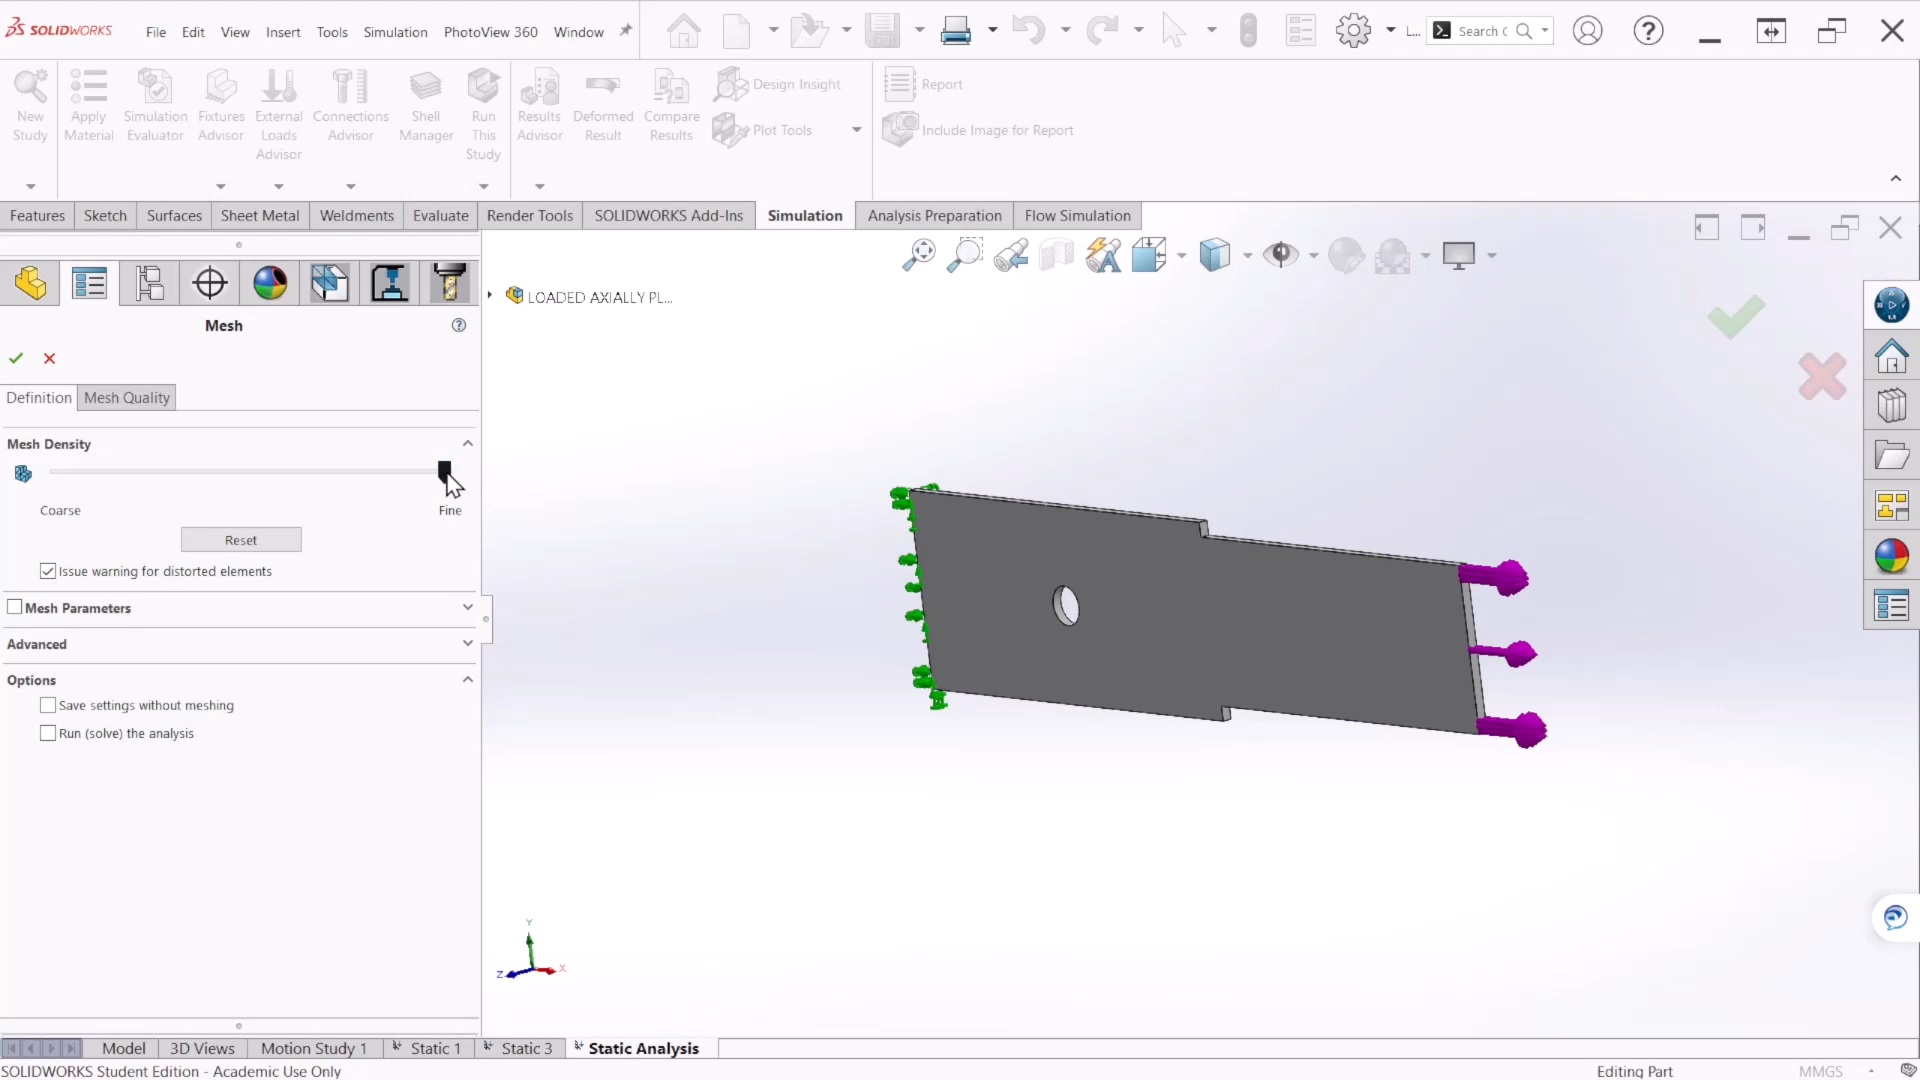 SOLIDWORKS File Edit View Insert Tools Simulation PhotoView 360 Window L... Search C
New Study
Apply Material
Simulation Evaluator
Fixtures Advisor
External Loads Advisor
Connections Advisor
Shell Manager
Run This Study
Results Advisor
Deformed Result
Compare Results
Design Insight
Plot Tools
Report
Include Image for Report
Features Sketch Surfaces Sheet Metal Weldments Evaluate Render Tools SOLIDWORKS Add-Ins Simulation Analysis Preparation Flow Simulation
LOADED AXIALLY PL...
Mesh
Definition Mesh Quality
Mesh Density
Coarse Fine
Reset
Issue warning for distorted elements
Mesh Parameters
Advanced
Options
Save settings without meshing
Run (solve) the analysis
Y
Z X
Model 3D Views Motion Study 1 Static 1 Static 3 Static Analysis
SOLIDWORKS Student Edition - Academic Use Only Editing Part MMGS